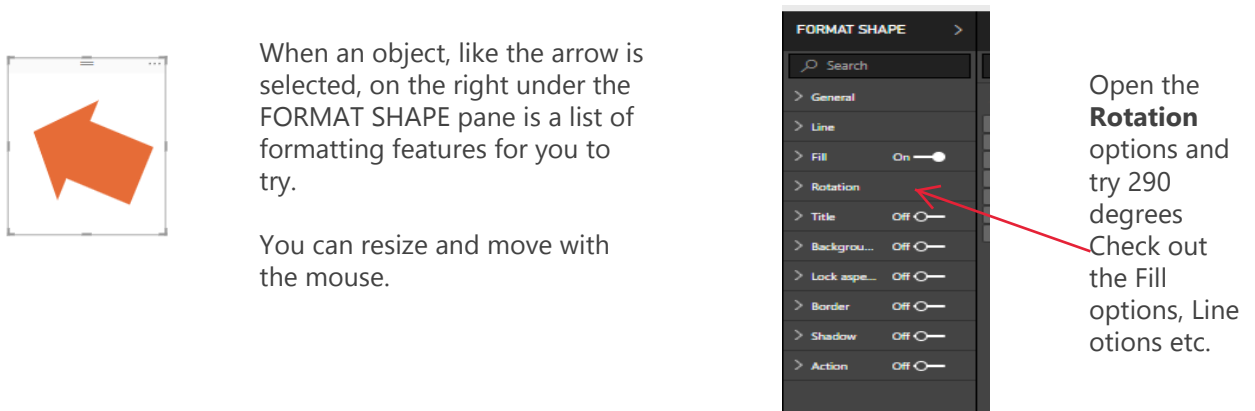 When an object, like the arrow is
selected, on the right under the
FORMAT SHAPE pane is a list of
formatting features for you to
try.
You can resize and move with
the mouse.
FORMAT SHAPE >
Search
> General
> Line
> Fill On
> Rotation
> Title Off
> Backgrou... Off
> Lock aspe... Off
> Border Off
> Shadow Off
> Action Off
Open the
Rotation
options and
try 290
degrees
Check out
the Fill
options, Line
otions etc.